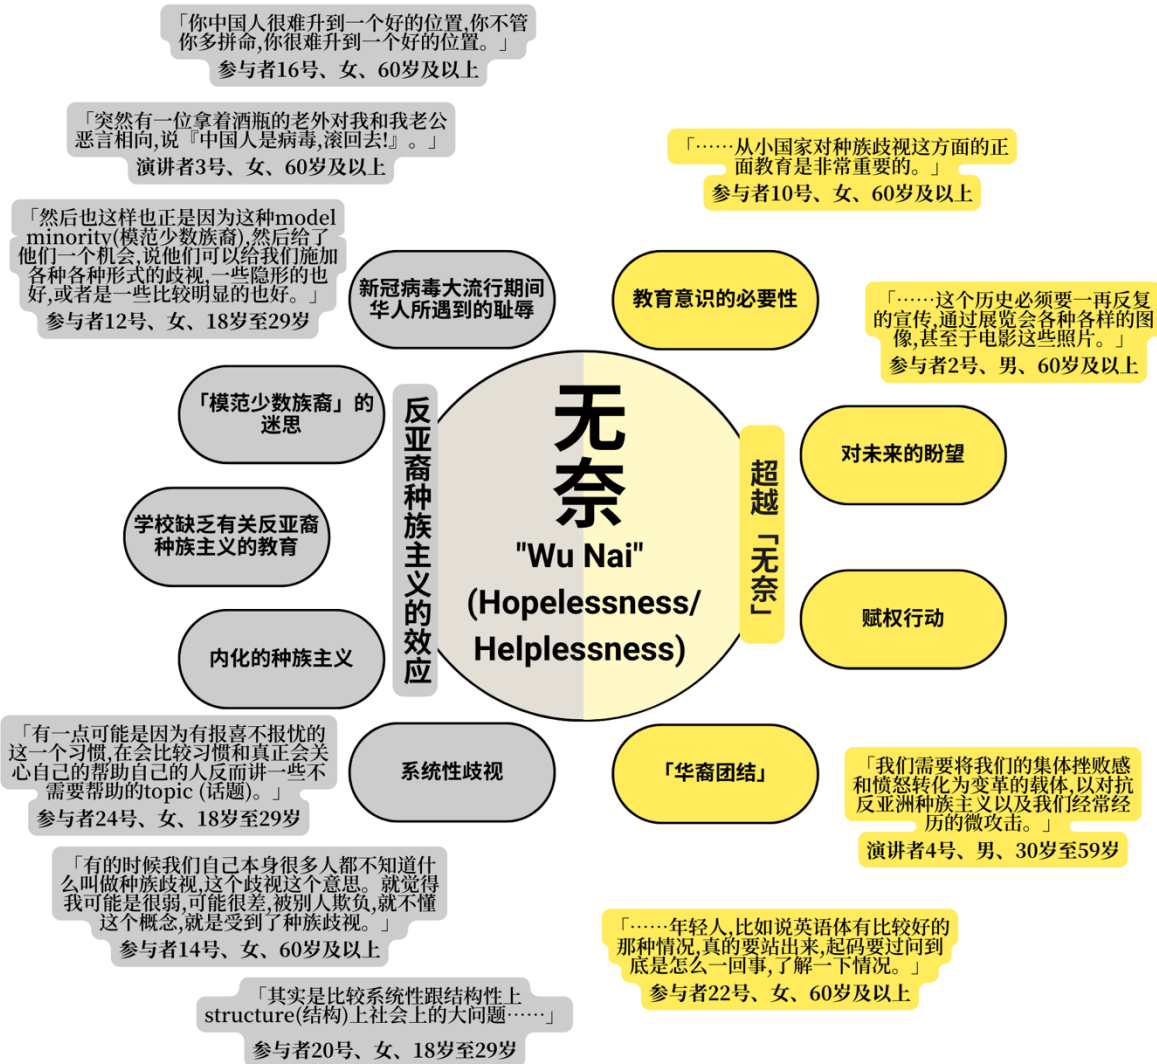 「你中国人很难升到一个好的位置,你不管
你多拼命,你很难升到一个好的位置。」
参与者16号、女、60岁及以上
「突然有一位拿着酒瓶的老外对我和我老公
恶言相向,说『中国人是病毒,滚回去!』。」
演讲者3号、女、60岁及以上
「然后也这样也正是因为这种model
minority(模范少数族裔),然后给了
他们一个机会,说他们可以给我们施加
各种各种形式的歧视,一些隐形的也
好,或者是一些比较明显的也好。」
参与者12号、女、18岁至29岁
新冠病毒大流行期间
华人所遇到的耻辱
「模范少数族裔」的
迷思
学校缺乏有关反亚裔
种族主义的教育
内化的种族主义
系统性歧视
反亚裔种族主义的效应
无
奈
"Wu Nai"
(Hopelessness/
Helplessness)
超越「无奈」
教育意识的必要性
对未来的盼望
赋权行动
「华裔团结」
「……从小国家对种族歧视这方面的正
面教育是非常重要的。」
参与者10号、女、60岁及以上
「……这个历史必须要一再反复
的宣传,通过展览会各种各样的图
像,甚至于电影这些照片。」
参与者2号、男、60岁及以上
「我们需要将我们的集体挫败感
和愤怒转化为变革的载体,以对抗
反亚洲种族主义以及我们经常经
历的微攻击。」
演讲者4号、男、30岁至59岁
「……年轻人,比如说英语体有比较好的
那种情况,真的要站出来,起码要过问到
底是怎么一回事,了解一下情况。」
参与者22号、女、60岁及以上
「有一点可能是因为有报喜不报忧的
这一个习惯,在会比较习惯和真正会关
心自己的帮助自己的人反而讲一些不
需要帮助的topic (话题)。」
参与者24号、女、18岁至29岁
「有的时候我们自己本身很多人都不知道什
么叫做种族歧视,这个歧视这个意思。就觉得
我可能是很弱,可能很差,被别人欺负,就不懂
这个概念,就是受到了种族歧视。」
参与者14号、女、60岁及以上
「其实是比较系统性跟结构性上
structure(结构)上社会上的大问题……」
参与者20号、女、18岁至29岁